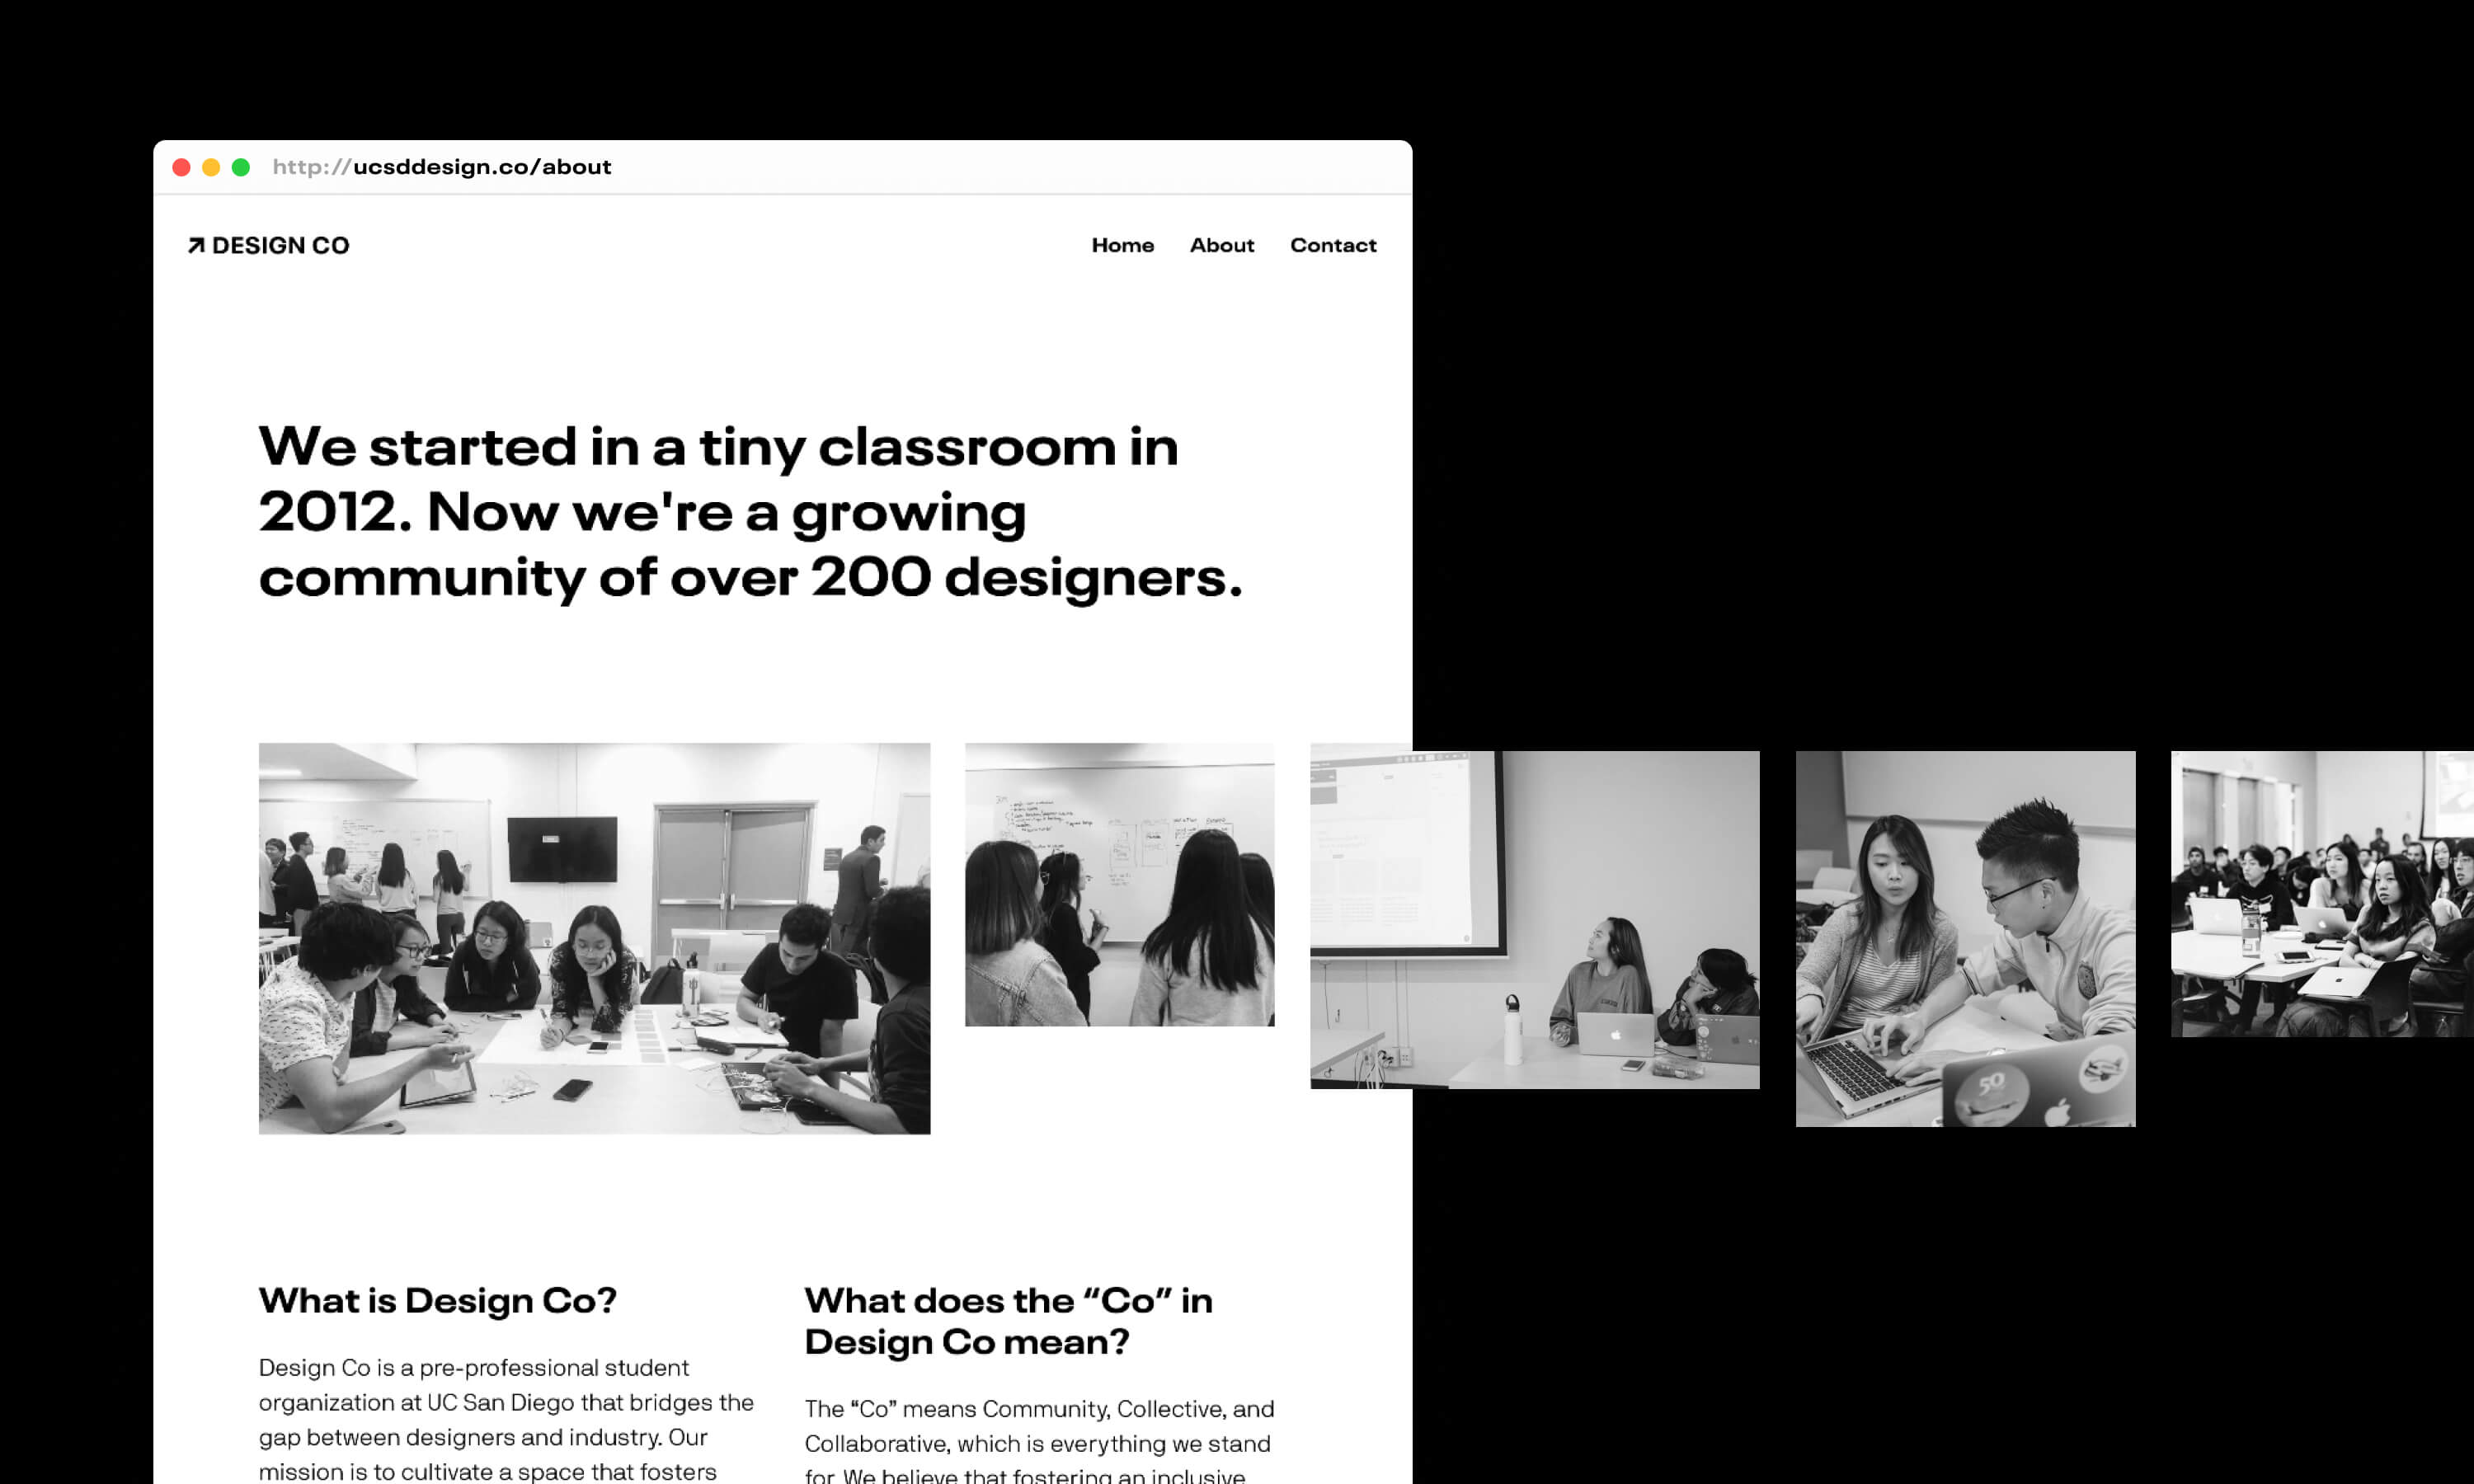 http://ucsddesign.co/about
DESIGN CO
Home About Contact
We started in a tiny classroom in
2012. Now we're a growing
community of over 200 designers.
50
What is Design Co?
Design Co is a pre-professional student
organization at UC San Diego that bridges the
gap between designers and industry. Our
mission is to cultivate a space that fosters
What does the “Co” in
Design Co mean?
The “Co” means Community, Collective, and
Collaborative, which is everything we stand
for. We believe that fostering an inclusive